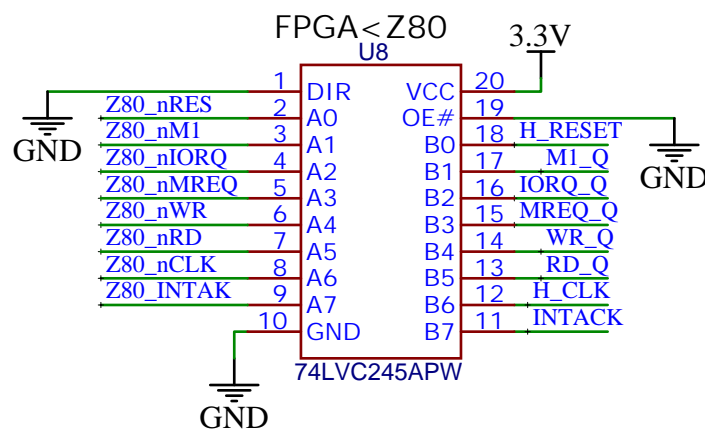 FPGA<Z80
U8
3.3V
1 DIR VCC 20
Z80_nRES 2 A0 OE# 19
Z80_nM1 3 A1 B0 18 H_RESET
GND
Z80_nIORQ 4 A2 B1 17 M1_Q
GND
Z80_nMREQ 5 A3 B2 16 IORQ_Q
Z80_nWR 6 A4 B3 15 MREQ_Q
Z80_nRD 7 A5 B4 14 WR_Q
Z80_nCLK 8 A6 B5 13 RD_Q
Z80_INTAK 9 A7 B6 12 H_CLK
10 GND B7 11 INTACK
74LVC245APW
GND